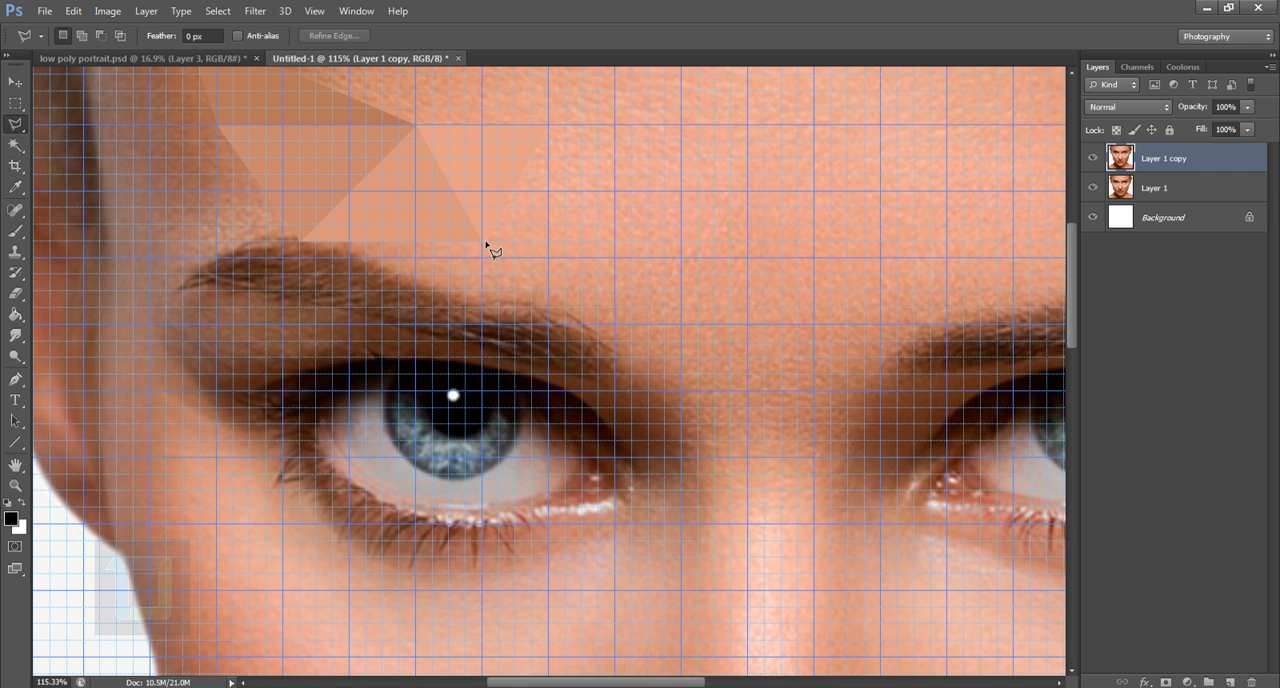 Ps File Edit Image Layer Type Select Filter 3D View Window Help
Feather: 0 px Anti-alias Refine Edge... Photography
low poly portrait.psd @ 16.9% (Layer 3, RGB/8#) * × Untitled-1 @ 115% (Layer 1 copy, RGB/8) * ×
Layers Channels Coolorus
Kind
Normal Opacity: 100%
Lock: Fill: 100%
Layer 1 copy
Layer 1
Background
115.33% Doc: 10.5M/21.0M